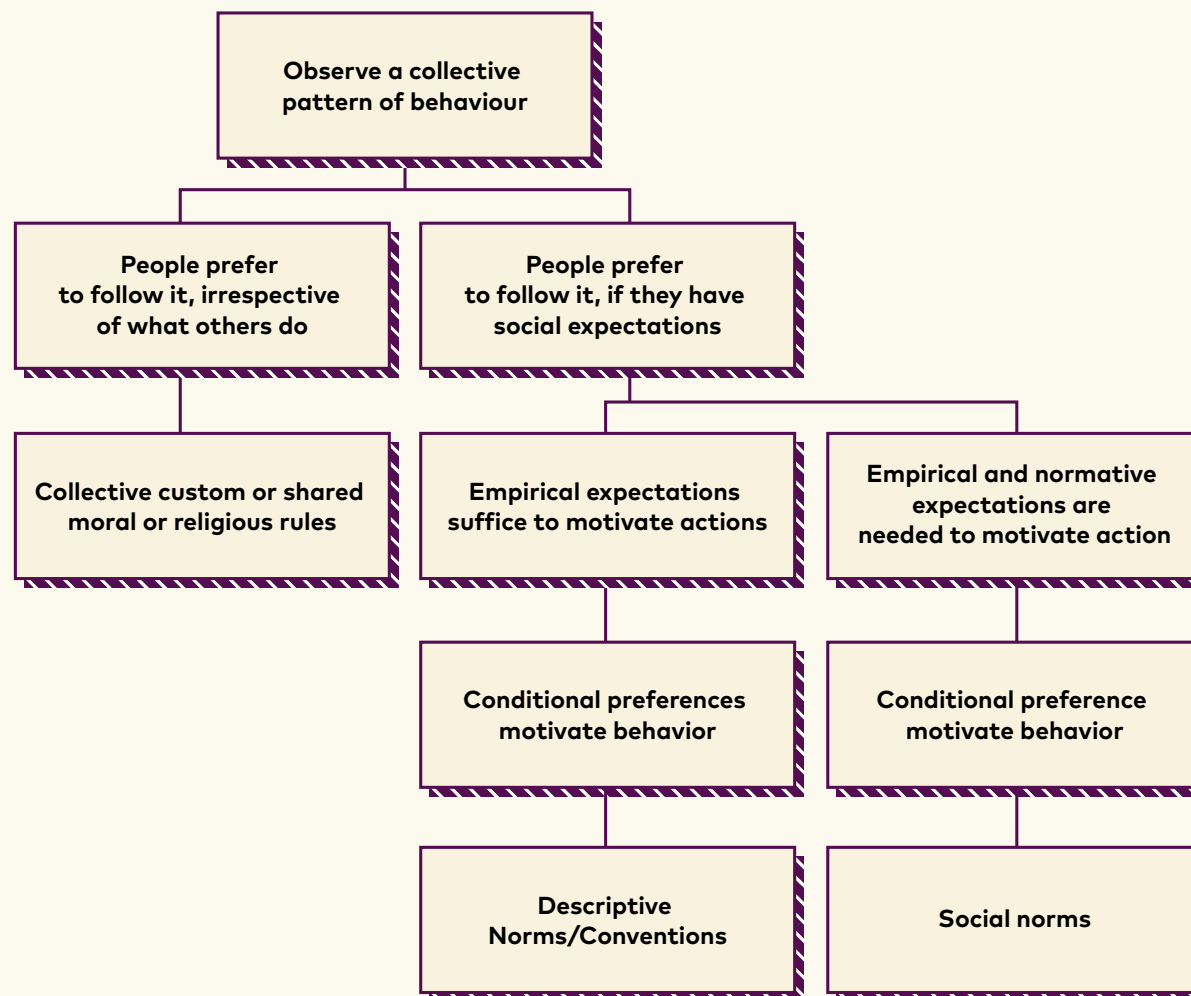 Observe a collective
pattern of behaviour
People prefer
to follow it, irrespective
of what others do
People prefer
to follow it, if they have
social expectations
Collective custom or shared
moral or religious rules
Empirical expectations
suffice to motivate actions
Empirical and normative
expectations are
needed to motivate action
Conditional preferences
motivate behavior
Conditional preference
motivate behavior
Descriptive
Norms/Conventions
Social norms